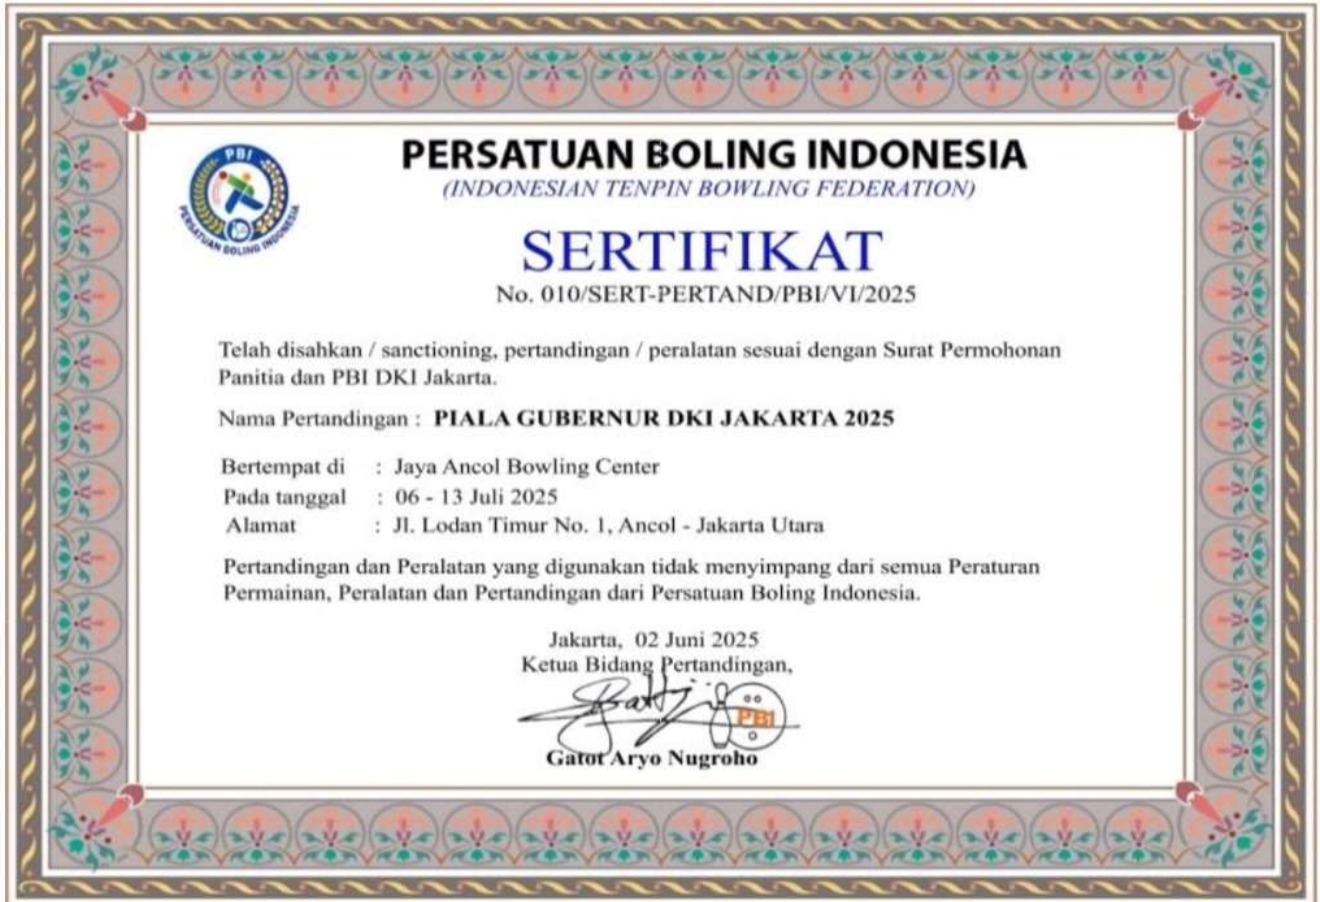 PBI
PERSATUAN BOLING INDONESIA
PERSATUAN BOLING INDONESIA
(INDONESIAN TENPIN BOWLING FEDERATION)
SERTIFIKAT
No. 010/SERT-PERTAND/PBI/VI/2025
Telah disahkan / sanctioning, pertandingan / peralatan sesuai dengan Surat Permohonan
Panitia dan PBI DKI Jakarta.
Nama Pertandingan : PIALA GUBERNUR DKI JAKARTA 2025
Bertempat di : Jaya Ancol Bowling Center
Pada tanggal : 06 - 13 Juli 2025
Alamat : Jl. Lodan Timur No. 1, Ancol - Jakarta Utara
Pertandingan dan Peralatan yang digunakan tidak menyimpang dari semua Peraturan
Permainan, Peralatan dan Pertandingan dari Persatuan Boling Indonesia.
Jakarta, 02 Juni 2025
Ketua Bidang Pertandingan,
PBI
Gatot Aryo Nugroho